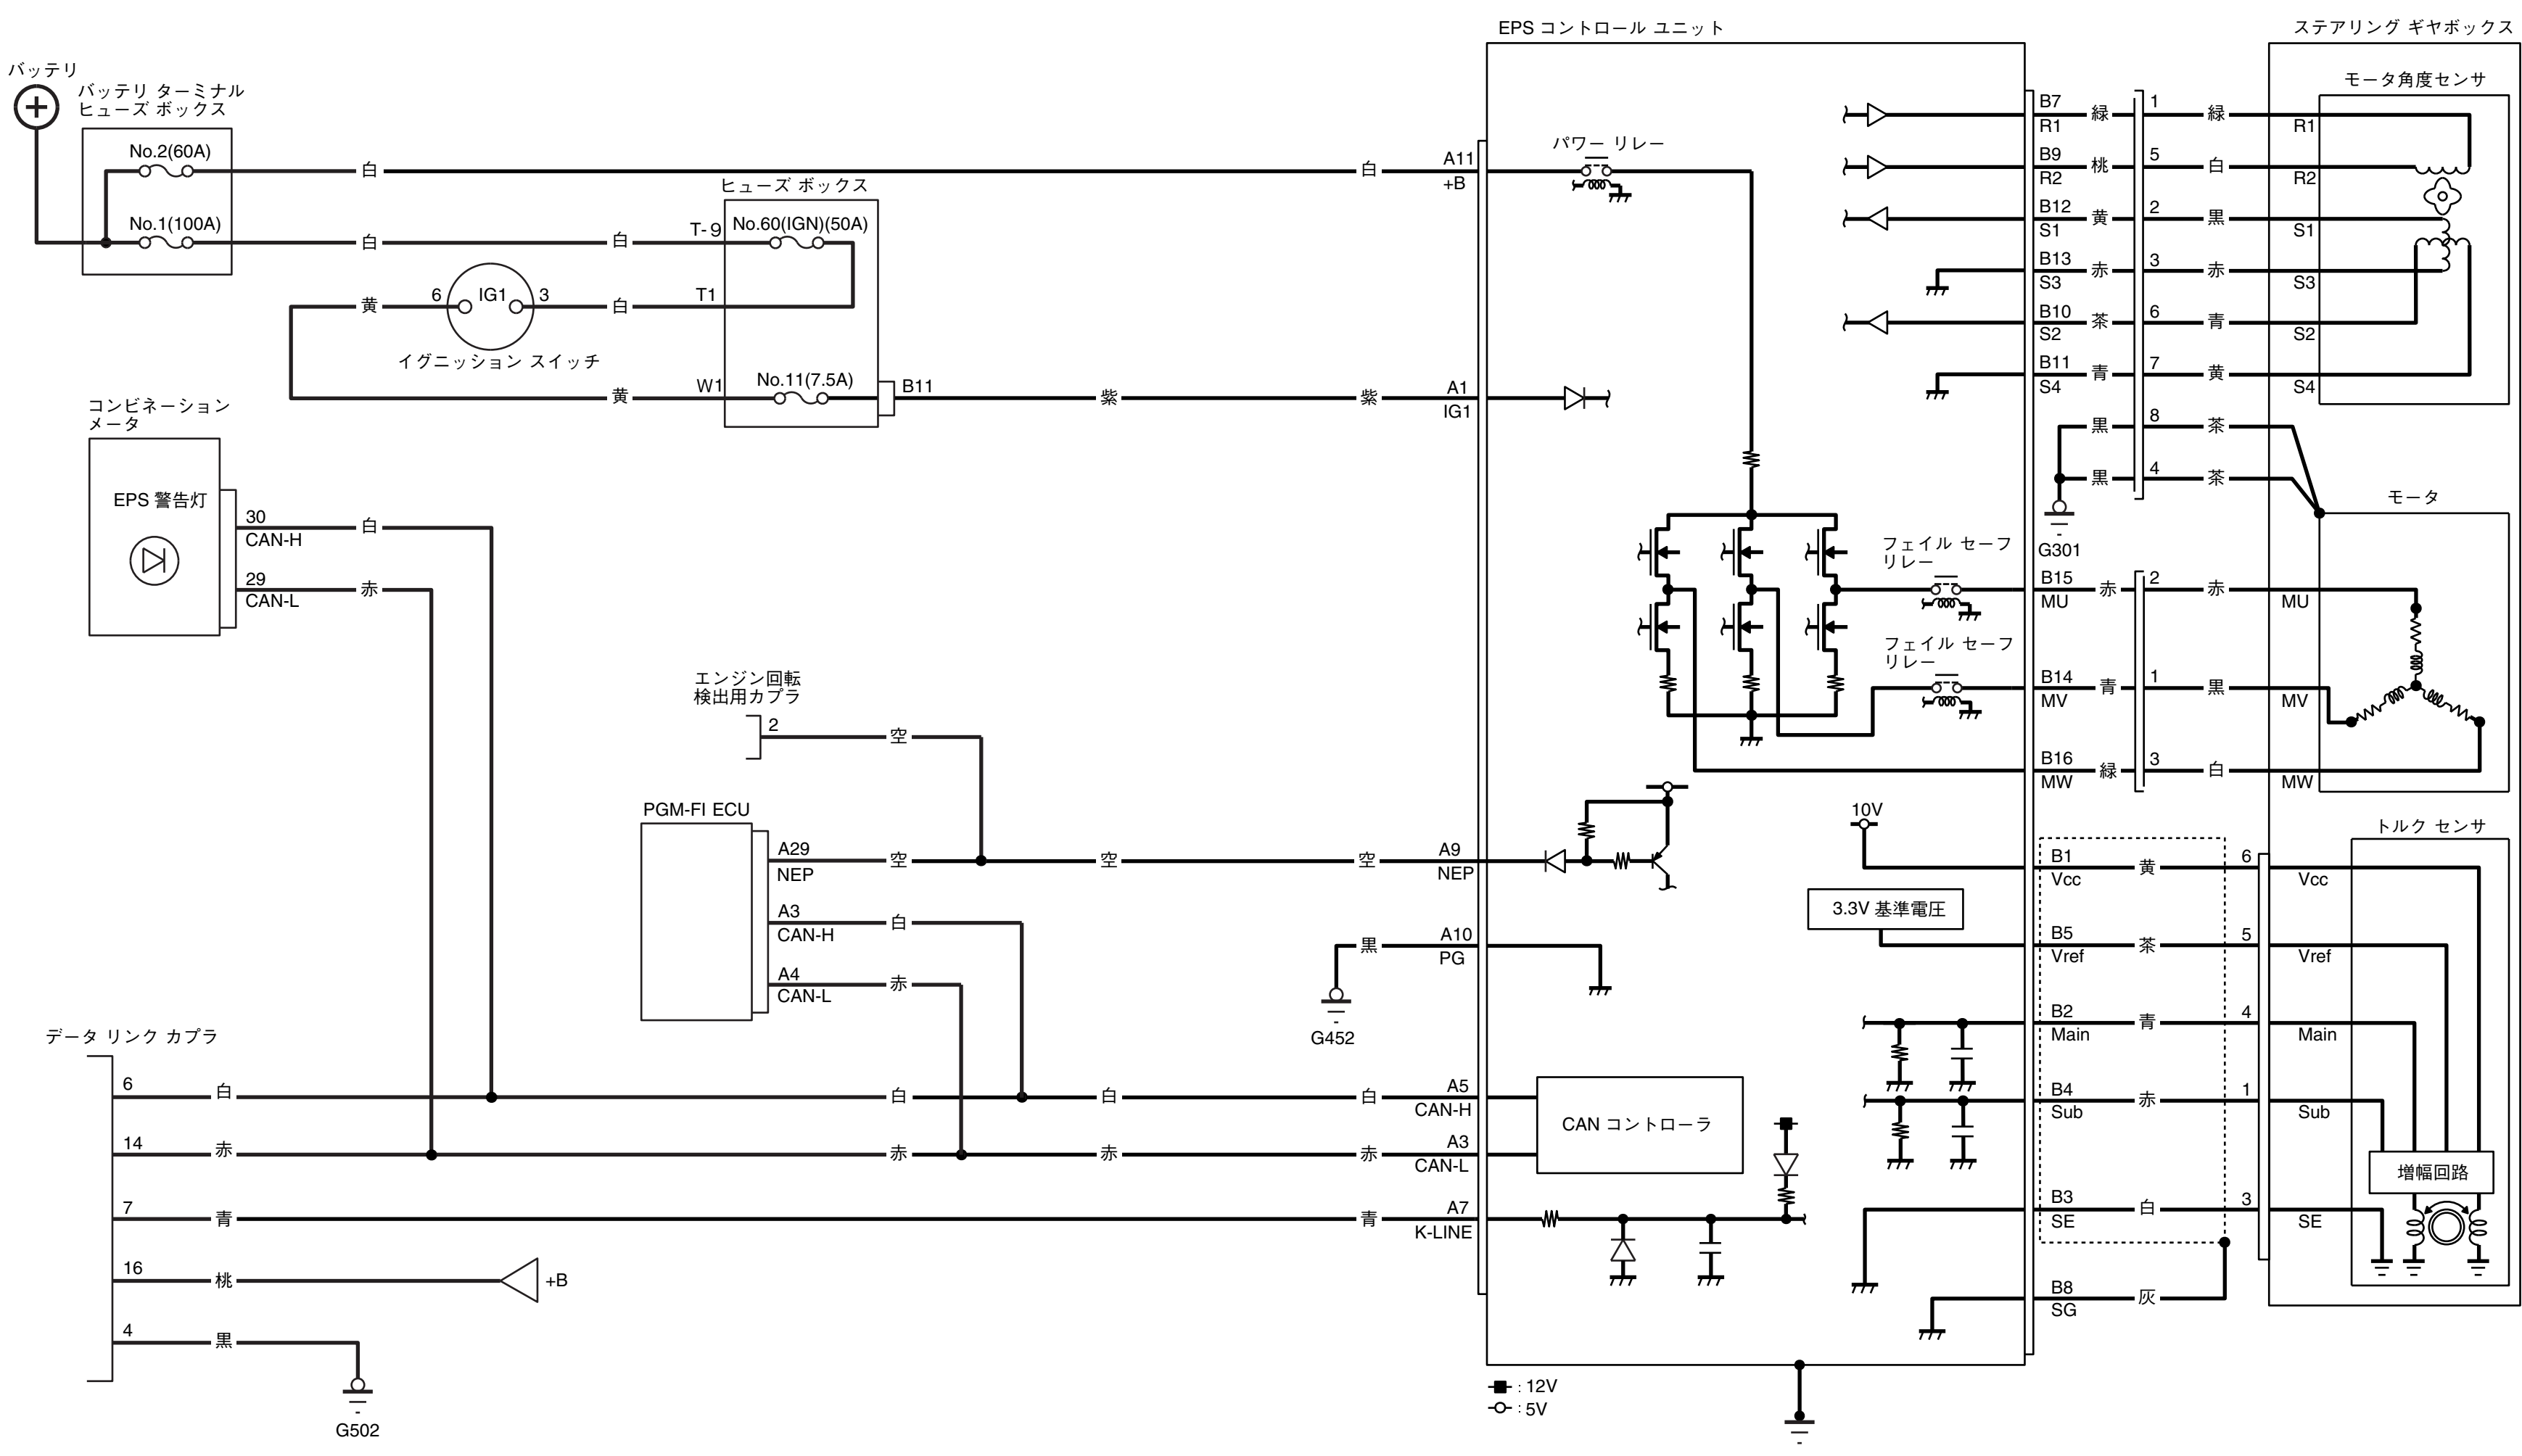 EPS コントロール ユニット
ステアリング ギヤボックス
バッテリ
バッテリ ターミナル
ヒューズ ボックス
No.2(60A)
白
白
A11
+B
パワー リレー
No.1(100A)
白
白
T-9
ヒューズ ボックス
No.60(IGN)(50A)
黄
6
IG1
3
白
T1
イグニッション スイッチ
黄
W1
No.11(7.5A)
B11
紫
紫
A1
IG1
コンビネーション
メータ
EPS 警告灯
30
CAN-H
白
29
CAN-L
赤
エンジン回転
検出用カプラ
2
空
PGM-FI ECU
A29
NEP
空
空
空
A9
NEP
A3
CAN-H
白
A4
CAN-L
赤
黒
A10
PG
G452
データ リンク カプラ
6
白
白
白
白
A5
CAN-H
14
赤
赤
赤
赤
A3
CAN-L
CAN コントローラ
7
青
青
A7
K-LINE
16
桃
+B
4
黒
G502
: 12V
: 5V
モータ角度センサ
B7
R1
緑
1
緑
R1
B9
R2
桃
5
白
R2
B12
S1
黄
2
黒
S1
B13
S3
赤
3
赤
S3
B10
S2
茶
6
青
S2
B11
S4
青
7
黄
S4
黒
8
茶
黒
4
茶
G301
モータ
フェイル セーフ
リレー
B15
MU
赤
2
赤
MU
フェイル セーフ
リレー
B14
MV
青
1
黒
MV
B16
MW
緑
3
白
MW
10V
トルク センサ
B1
Vcc
黄
6
Vcc
3.3V 基準電圧
B5
Vref
茶
5
Vref
B2
Main
青
4
Main
B4
Sub
赤
1
Sub
増幅回路
B3
SE
白
3
SE
B8
SG
灰